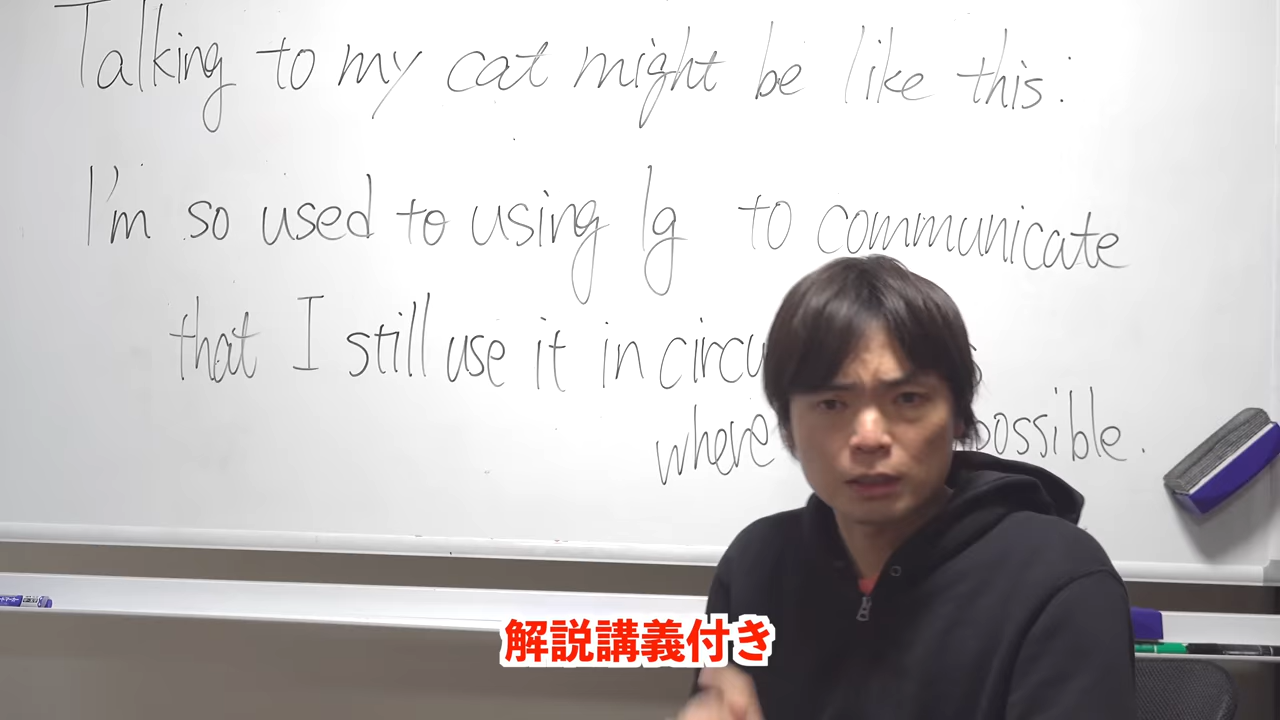 Talking to my cat might be like this:
I'm so used to using lg to communicate
that I still use it in circu
where possible.
解説講義付き